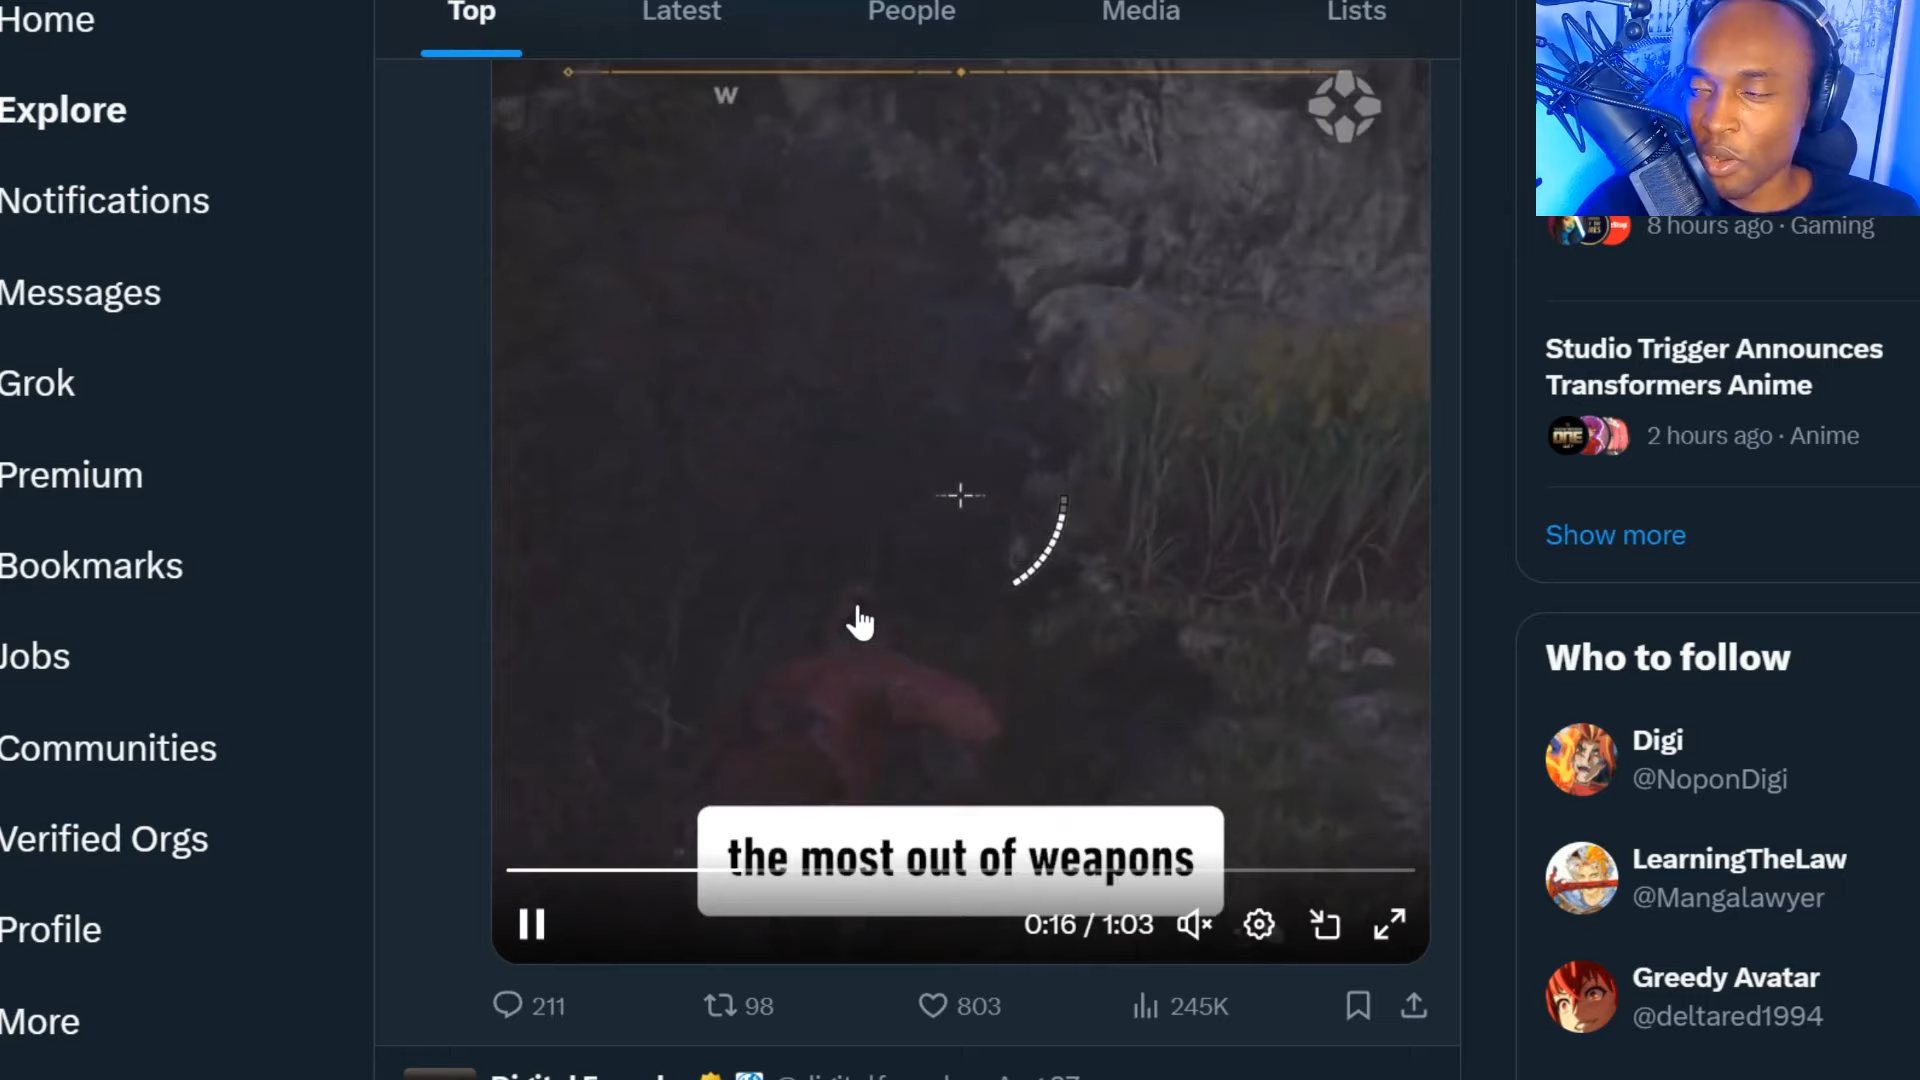 Home
Explore
Notifications
Messages
Grok
Premium
Bookmarks
Jobs
Communities
Verified Orgs
Profile
More
Top Latest People Media Lists
W
the most out of weapons
0:16 / 1:03
211 98 803 245K
8 hours ago · Gaming
Studio Trigger Announces
Transformers Anime
ONE
2 hours ago · Anime
Show more
Who to follow
Digi
@NoponDigi
LearningTheLaw
@Mangalawyer
Greedy Avatar
@deltared1994